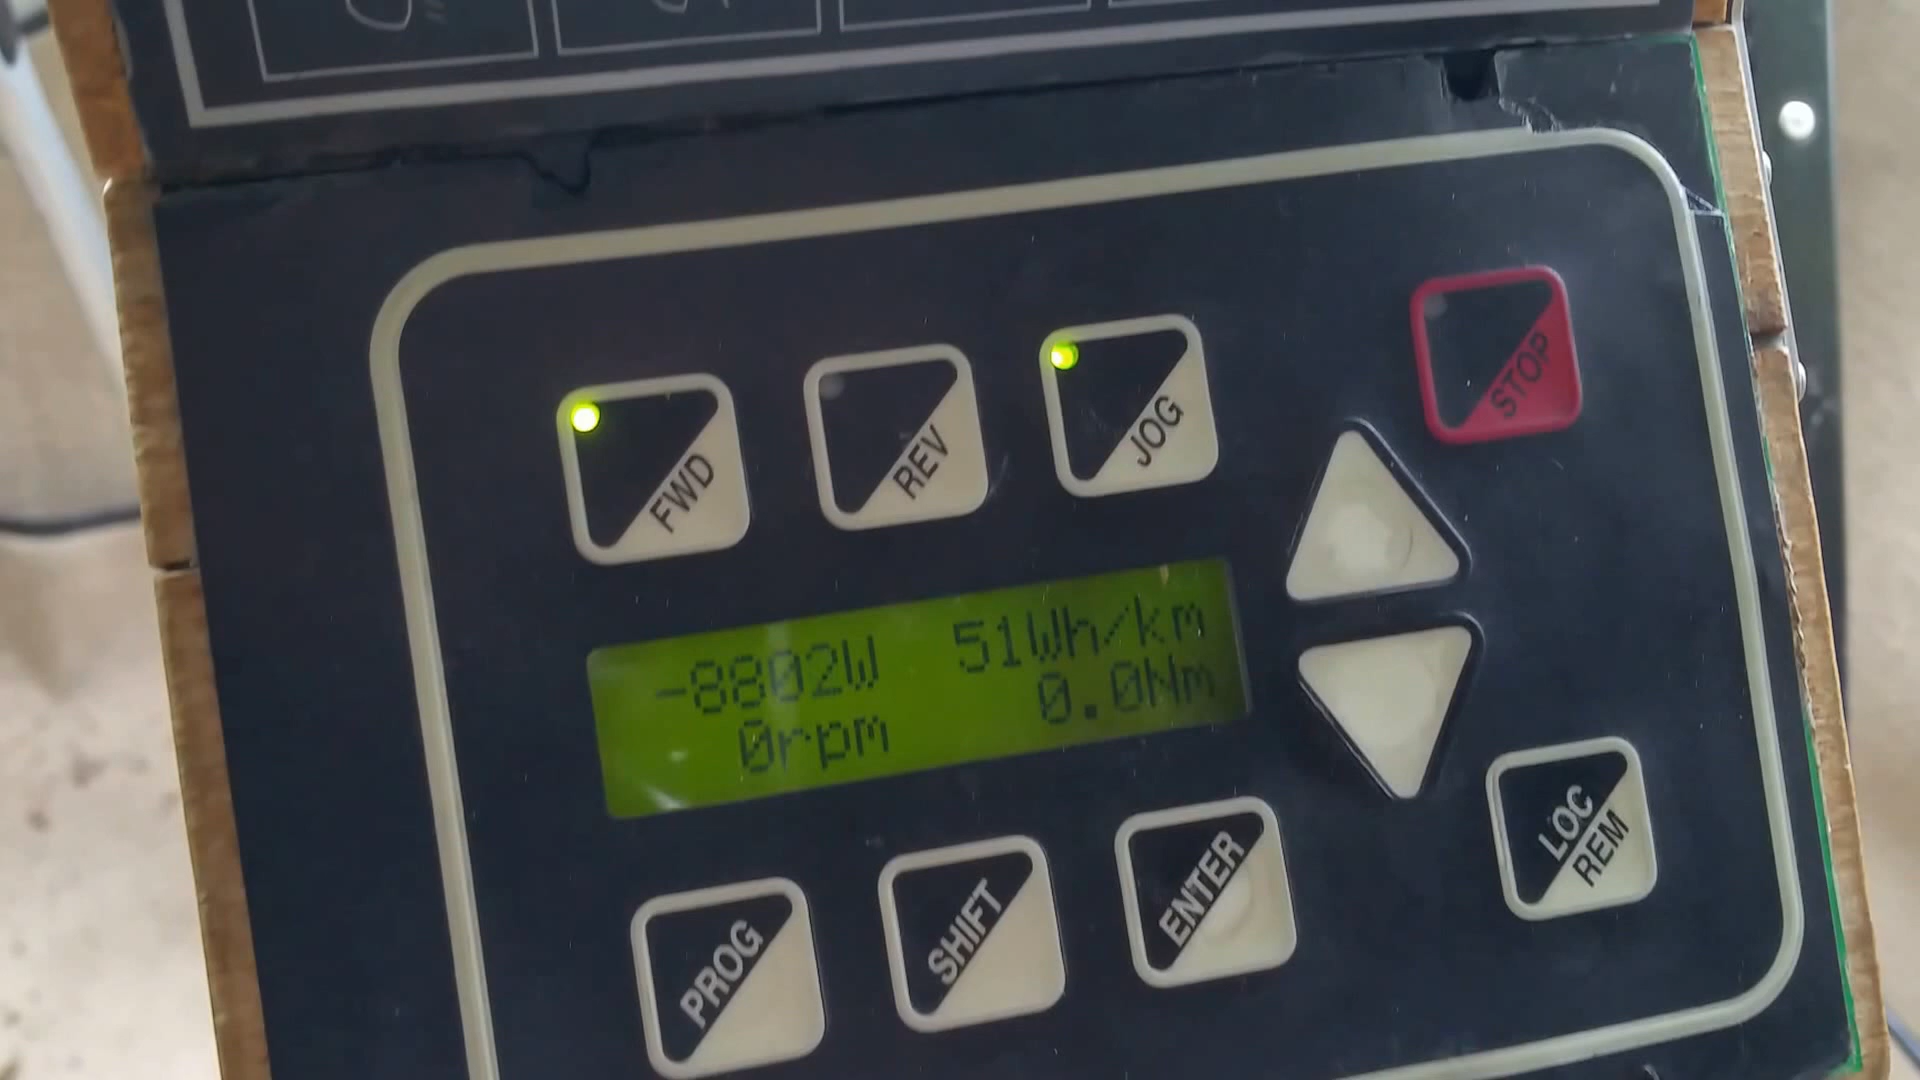 FWD
REV
JOG
STOP
-8802W 51Wh/km
0rpm 0.0Nm
PROG
SHIFT
ENTER
LOC
REM